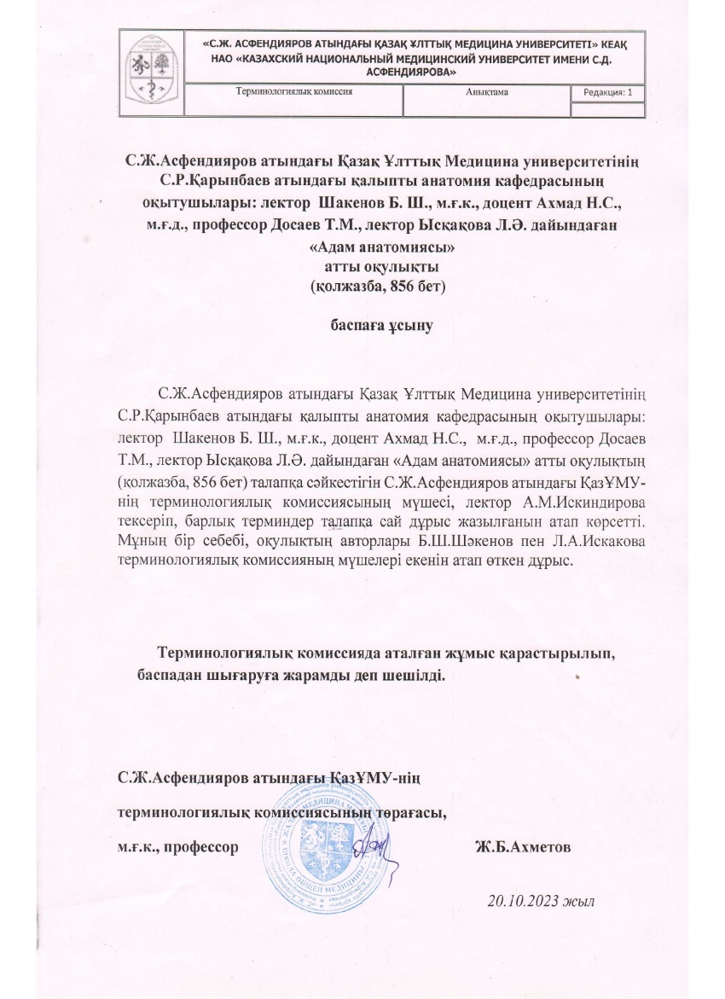 «С.Ж. АСФЕНДИЯРОВ АТЫНДАҒЫ ҚАЗАҚ ҰЛТТЫҚ МЕДИЦИНА УНИВЕРСИТЕТІ» КЕАҚ
НАО «КАЗАХСКИЙ НАЦИОНАЛЬНЫЙ МЕДИЦИНСКИЙ УНИВЕРСИТЕТ ИМЕНИ С.Д.
АСФЕНДИЯРОВА»
Терминологиялық комиссия
Анықтама
Редакция: 1
С.Ж.Асфендияров атындағы Қазақ Ұлттық Медицина университетінің
С.Р.Қарынбаев атындағы қалыпты анатомия кафедрасының
оқытушылары: лектор Шакенов Б. Ш., м.ғ.к., доцент Ахмад Н.С.,
м.ғ.д., профессор Досаев Т.М., лектор Ысқақова Л.Ә. дайындаған
«Адам анатомиясы»
атты оқулықты
(қолжазба, 856 бет)
баспаға ұсыну
С.Ж.Асфендияров атындағы Қазақ Ұлттық Медицина университетінің
С.Р.Қарынбаев атындағы қалыпты анатомия кафедрасының оқытушылары:
лектор Шакенов Б. Ш., м.ғ.к., доцент Ахмад Н.С., м.ғ.д., профессор Досаев
Т.М., лектор Ысқақова Л.Ә. дайындаған «Адам анатомиясы» атты оқулықтың
(қолжазба, 856 бет) талапқа сәйкестігін С.Ж.Асфендияров атындағы ҚазҰМУ-
нің терминологиялық комиссиясының мүшесі, лектор А.М.Искиндирова
тексеріп, барлық терминдер талапқа сай дұрыс жазылғанын атап көрсетті.
Мұның бір себебі, оқулықтың авторлары Б.Ш.Шәкенов пен Л.А.Искакова
терминологиялық комиссияның мүшелері екенін атап өткен дұрыс.
Терминологиялық комиссияда аталған жұмыс қарастырылып,
баспадан шығаруға жарамды деп шешілді.
С.Ж.Асфендияров атындағы ҚазҰМУ-нің
терминологиялық комиссиясының төрағасы,
м.ғ.к., профессор
Ж.Б.Ахметов
20.10.2023 жыл